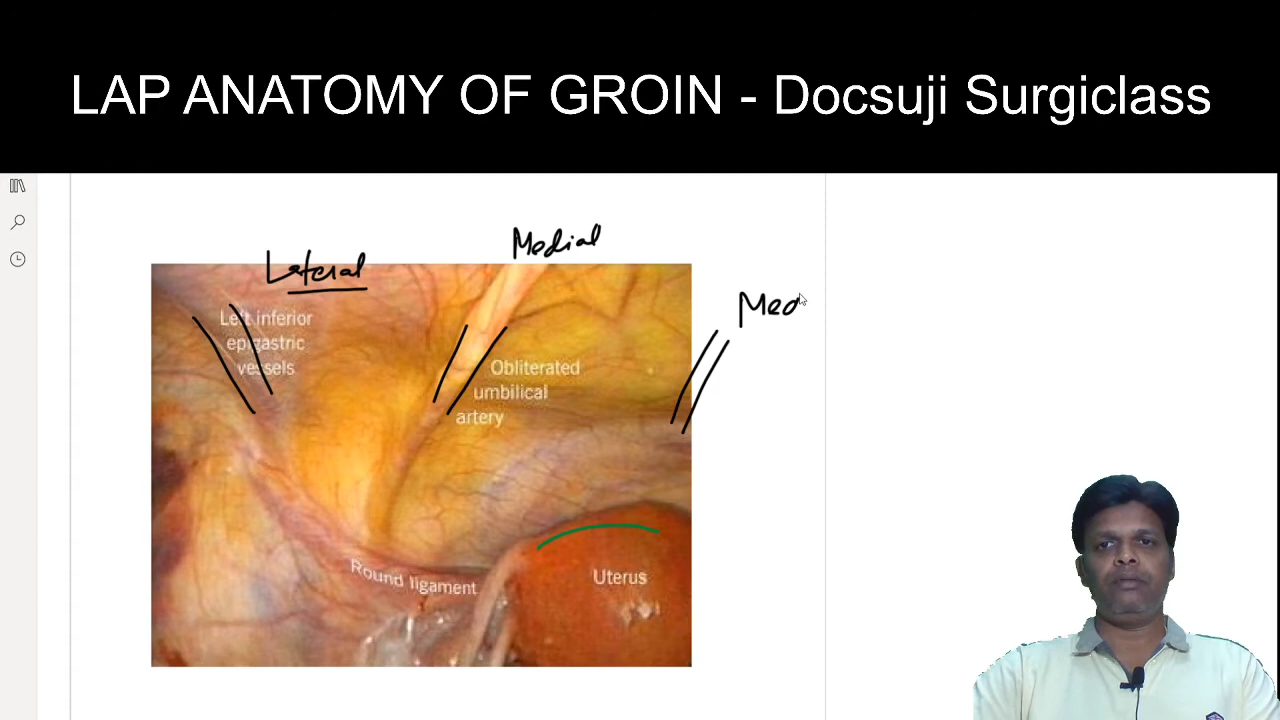 LAP ANATOMY OF GROIN - Docsuji Surgiclass
Medial
Lateral
Med
Left inferior
epigastric
vessels
Obliterated
umbilical
artery
Round ligament
Uterus